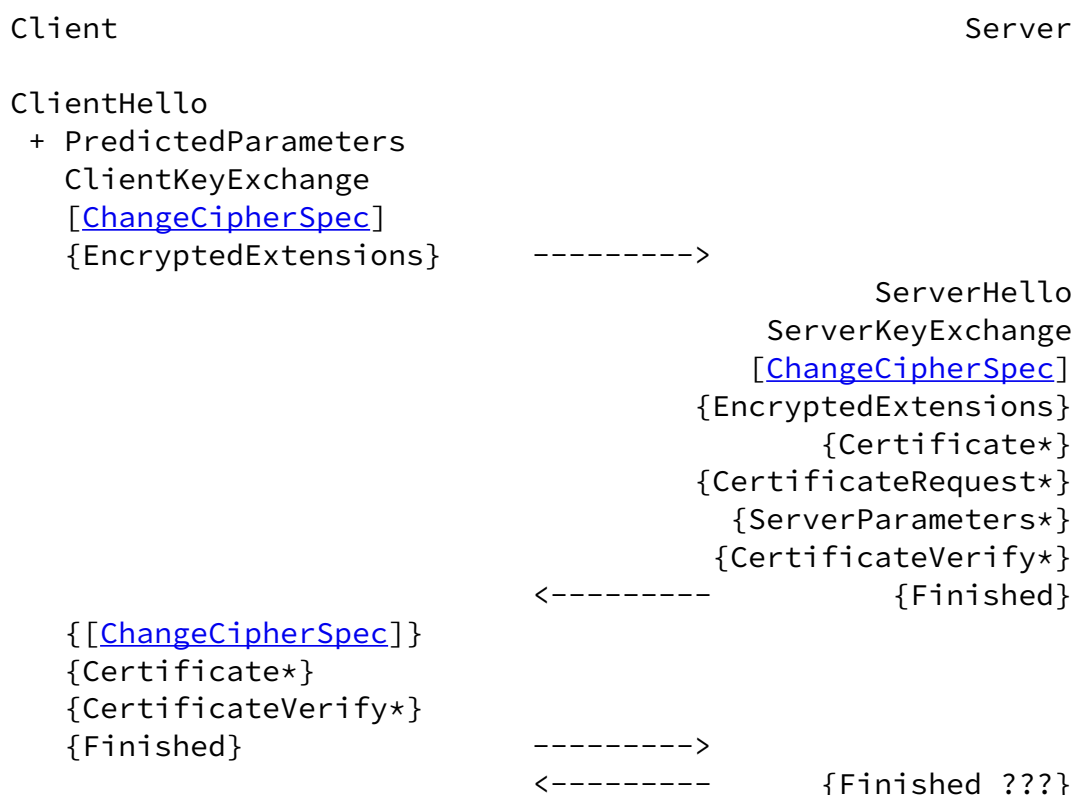 Client                                               Server

ClientHello
 + PredictedParameters
   ClientKeyExchange
   [ChangeCipherSpec]
   {EncryptedExtensions}     --------->
                                                ServerHello
                                          ServerKeyExchange
                                         [ChangeCipherSpec]
                                      {EncryptedExtensions}
                                             {Certificate*}
                                      {CertificateRequest*}
                                        {ServerParameters*}
                                       {CertificateVerify*}
                             <---------          {Finished}
   {[ChangeCipherSpec]}
   {Certificate*}
   {CertificateVerify*}
   {Finished}                --------->
                             <---------      {Finished ???}